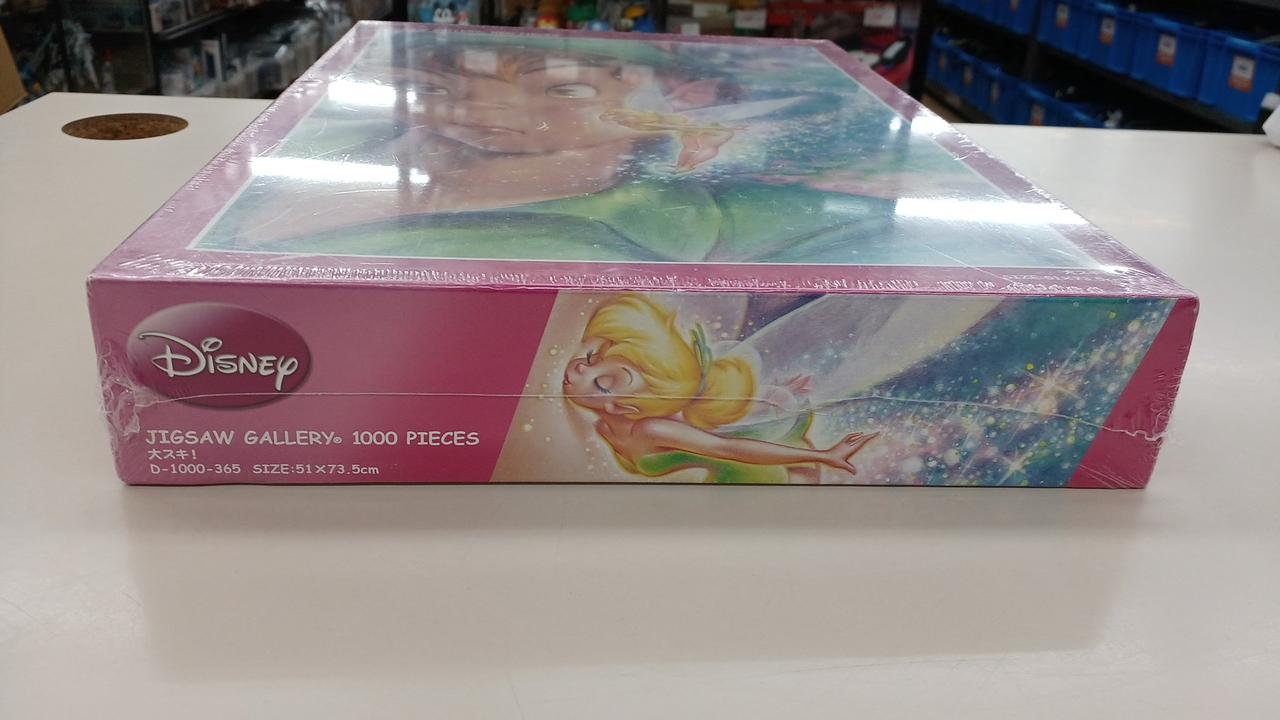 Disney
JIGSAW GALLERY® 1000 PIECES
大スキ!
D-1000-365 SIZE:51×73.5cm